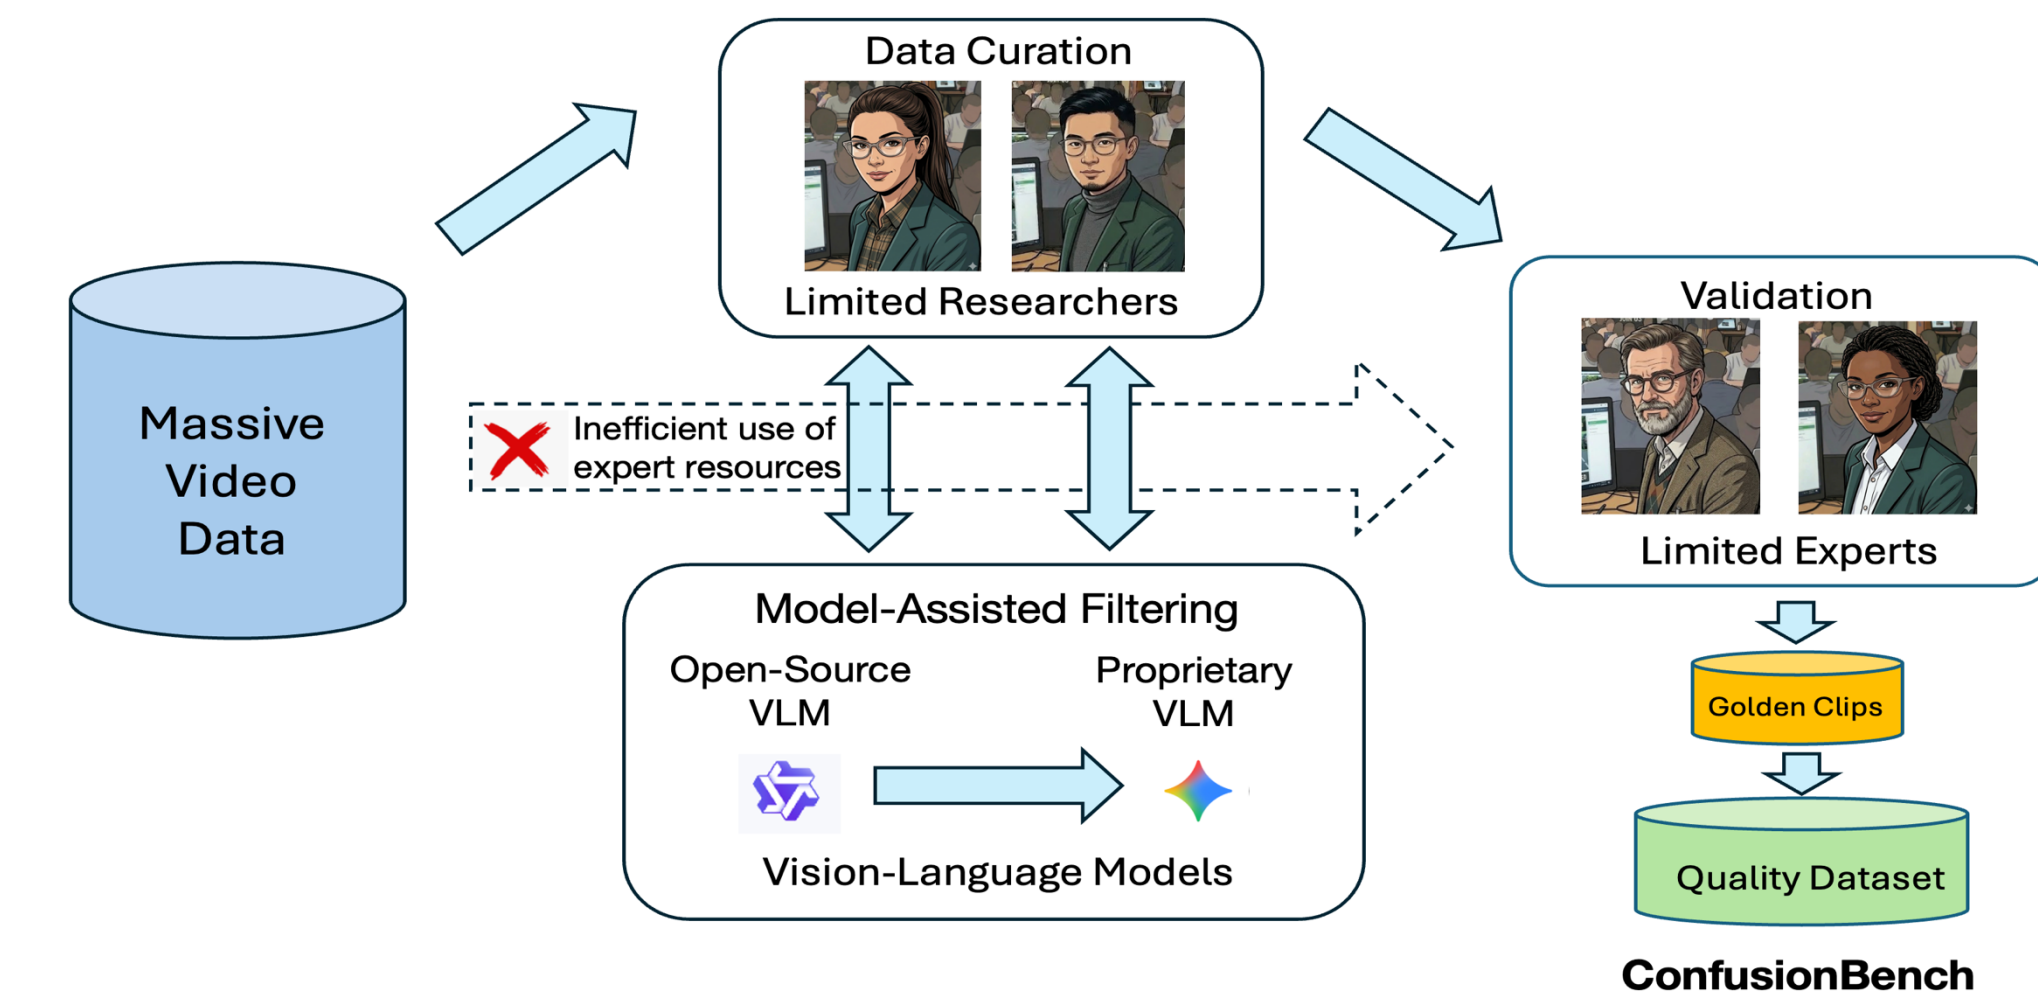 Data Curation
Limited Researchers
Massive
Video
Data
Inefficient use of
expert resources
Validation
Limited Experts
Model-Assisted Filtering
Open-Source
VLM
Proprietary
VLM
Vision-Language Models
Golden Clips
Quality Dataset
ConfusionBench